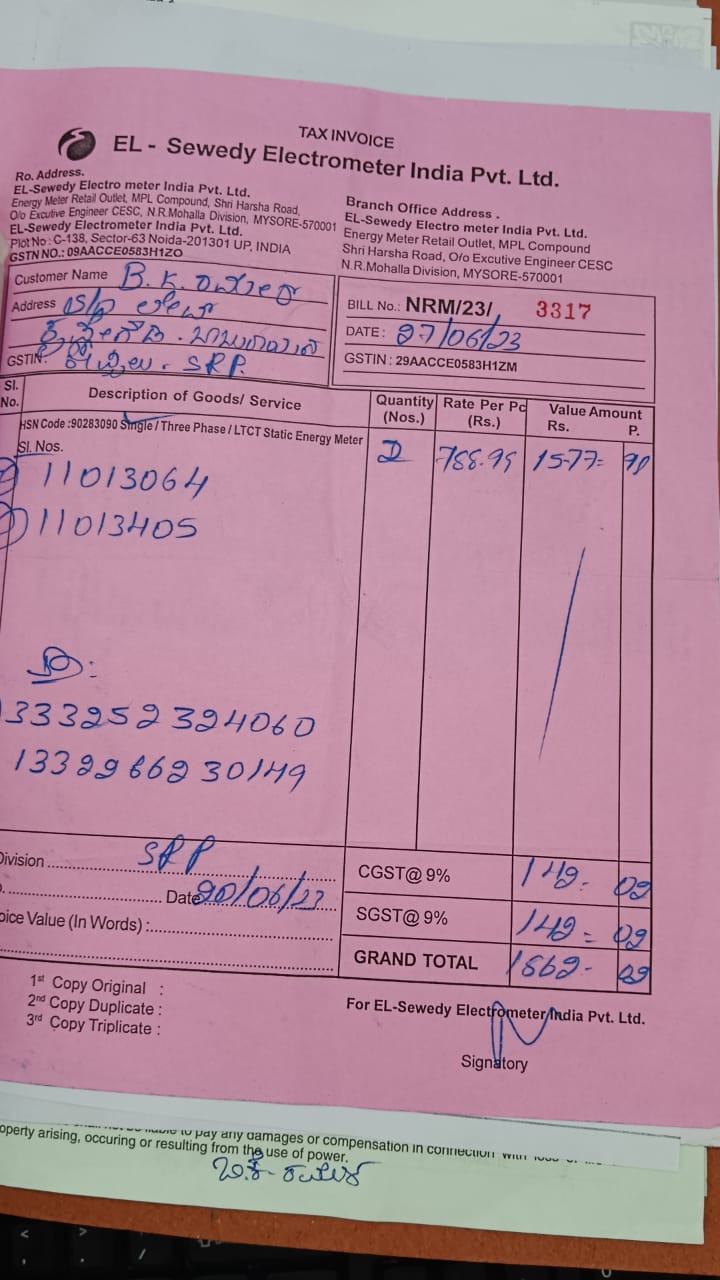 TAX INVOICE
EL - Sewedy Electrometer India Pvt. Ltd.
Ro. Address.
EL-Sewedy Electro meter India Pvt. Ltd.
Energy Meter Retail Outlet, MPL Compound, Shri Harsha Road,
O/o Excutive Engineer CESC, N.R.Mohalla Division, MYSORE-570001
EL-Sewedy Electrometer India Pvt. Ltd.
Plot No : C-138, Sector-63 Noida-201301 UP, INDIA
GSTN NO.: 09AACCE0583H1ZO
Branch Office Address .
EL-Sewedy Electro meter India Pvt. Ltd.
Energy Meter Retail Outlet, MPL Compound
Shri Harsha Road, O/o Excutive Engineer CESC
N.R.Mohalla Division, MYSORE-570001
Customer Name B. K.
Address
GSTIN: SRP.
BILL No.: NRM/23/ 3317
DATE : 27/06/23
GSTIN : 29AACCE0583H1ZM
Sl. No. Description of Goods/ Service Quantity (Nos.) Rate Per Pc (Rs.) Value Amount Rs. P.
HSN Code :90283090 Single / Three Phase / LTCT Static Energy Meter
Sl. Nos.
2 788.95 1577= 90
11013064
11013405
333252324060
1332966230149
Division SRP
CGST@ 9% 142- 02
Date 20/06/23
SGST@ 9% 142= 02
oice Value (In Words) :
GRAND TOTAL 1862-
1st Copy Original :
2nd Copy Duplicate :
3rd Copy Triplicate :
For EL-Sewedy Electrometer India Pvt. Ltd.
Signatory
to pay any damages or compensation in connection
operty arising, occuring or resulting from the use of power.